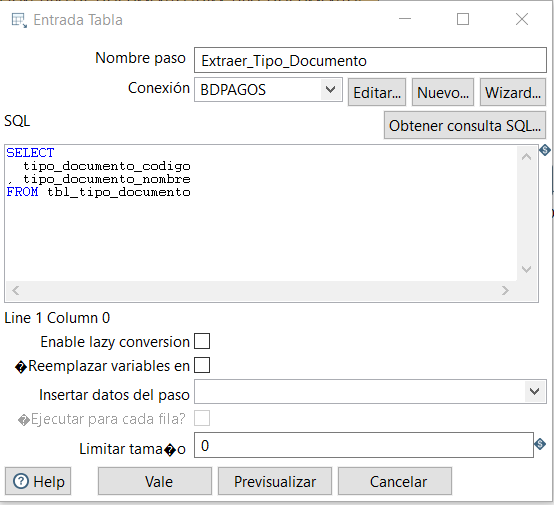 Entrada Tabla
Nombre paso Extraer_Tipo_Documento
Conexión BDPAGOS Editar... Nuevo... Wizard...
SQL Obtener consulta SQL...
SELECT
tipo_documento_codigo
, tipo_documento_nombre
FROM tbl_tipo_documento
Line 1 Column 0
Enable lazy conversion
�Reemplazar variables en
Insertar datos del paso
�Ejecutar para cada fila?
Limitar tama�o 0
Help Vale Previsualizar Cancelar